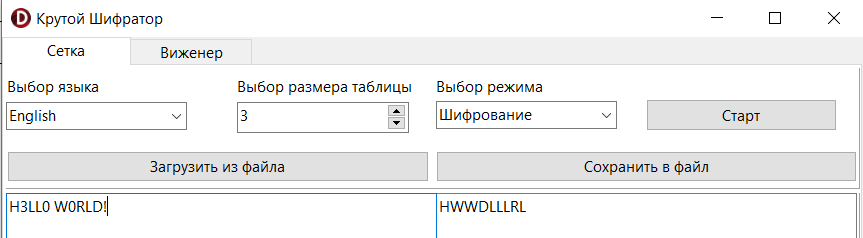 Крутой Шифратор
Сетка Виженер
Выбор языка Выбор размера таблицы Выбор режима
English 3 Шифрование Старт
Загрузить из файла Сохранить в файл
H3LL0 W0RLD! HWWDLLLRL